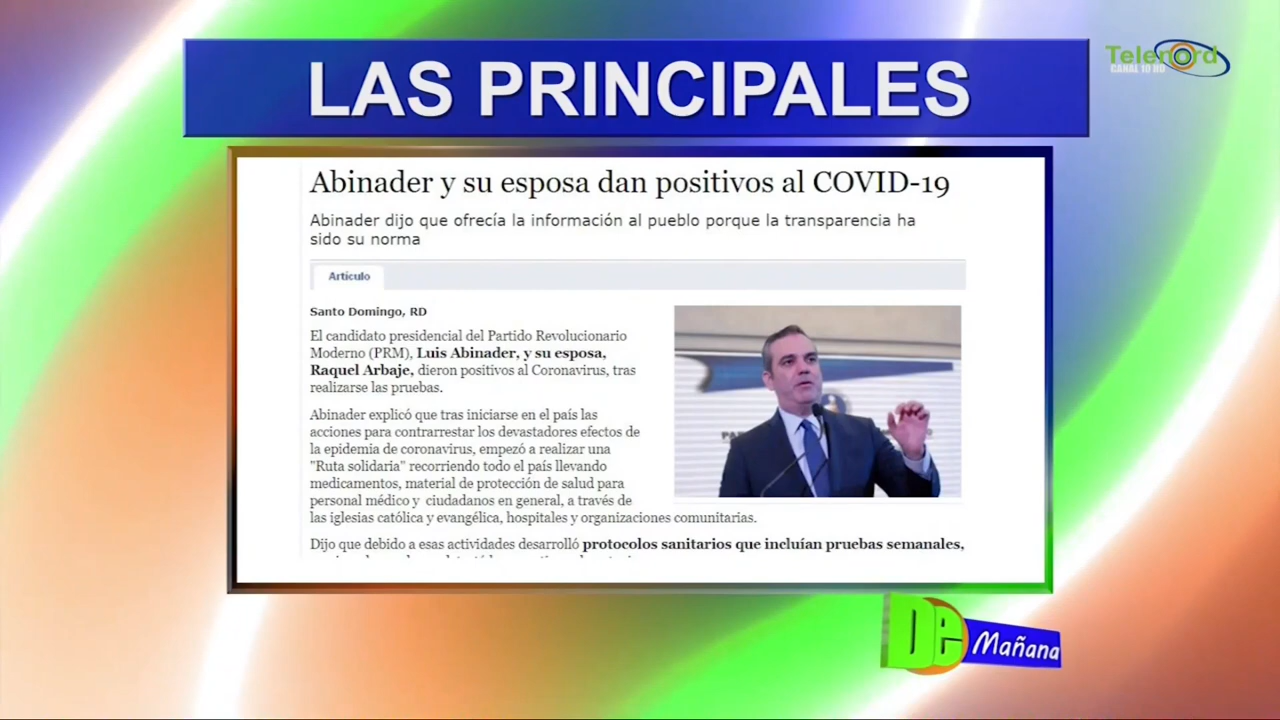 LAS PRINCIPALES
Telenord
CANAL 10 HD
Abinader y su esposa dan positivos al COVID-19
Abinader dijo que ofrecía la información al pueblo porque la transparencia ha
sido su norma
Artículo
Santo Domingo, RD
El candidato presidencial del Partido Revolucionario
Moderno (PRM), Luis Abinader, y su esposa,
Raquel Arbaje, dieron positivos al Coronavirus, tras
realizarse las pruebas.
Abinader explicó que tras iniciarse en el país las
acciones para contrarrestar los devastadores efectos de
la epidemia de coronavirus, empezó a realizar una
"Ruta solidaria" recorriendo todo el país llevando
medicamentos, material de protección de salud para
personal médico y ciudadanos en general, a través de
las iglesias católica y evangélica, hospitales y organizaciones comunitarias.
Dijo que debido a esas actividades desarrolló protocolos sanitarios que incluían pruebas semanales,
De Mañana